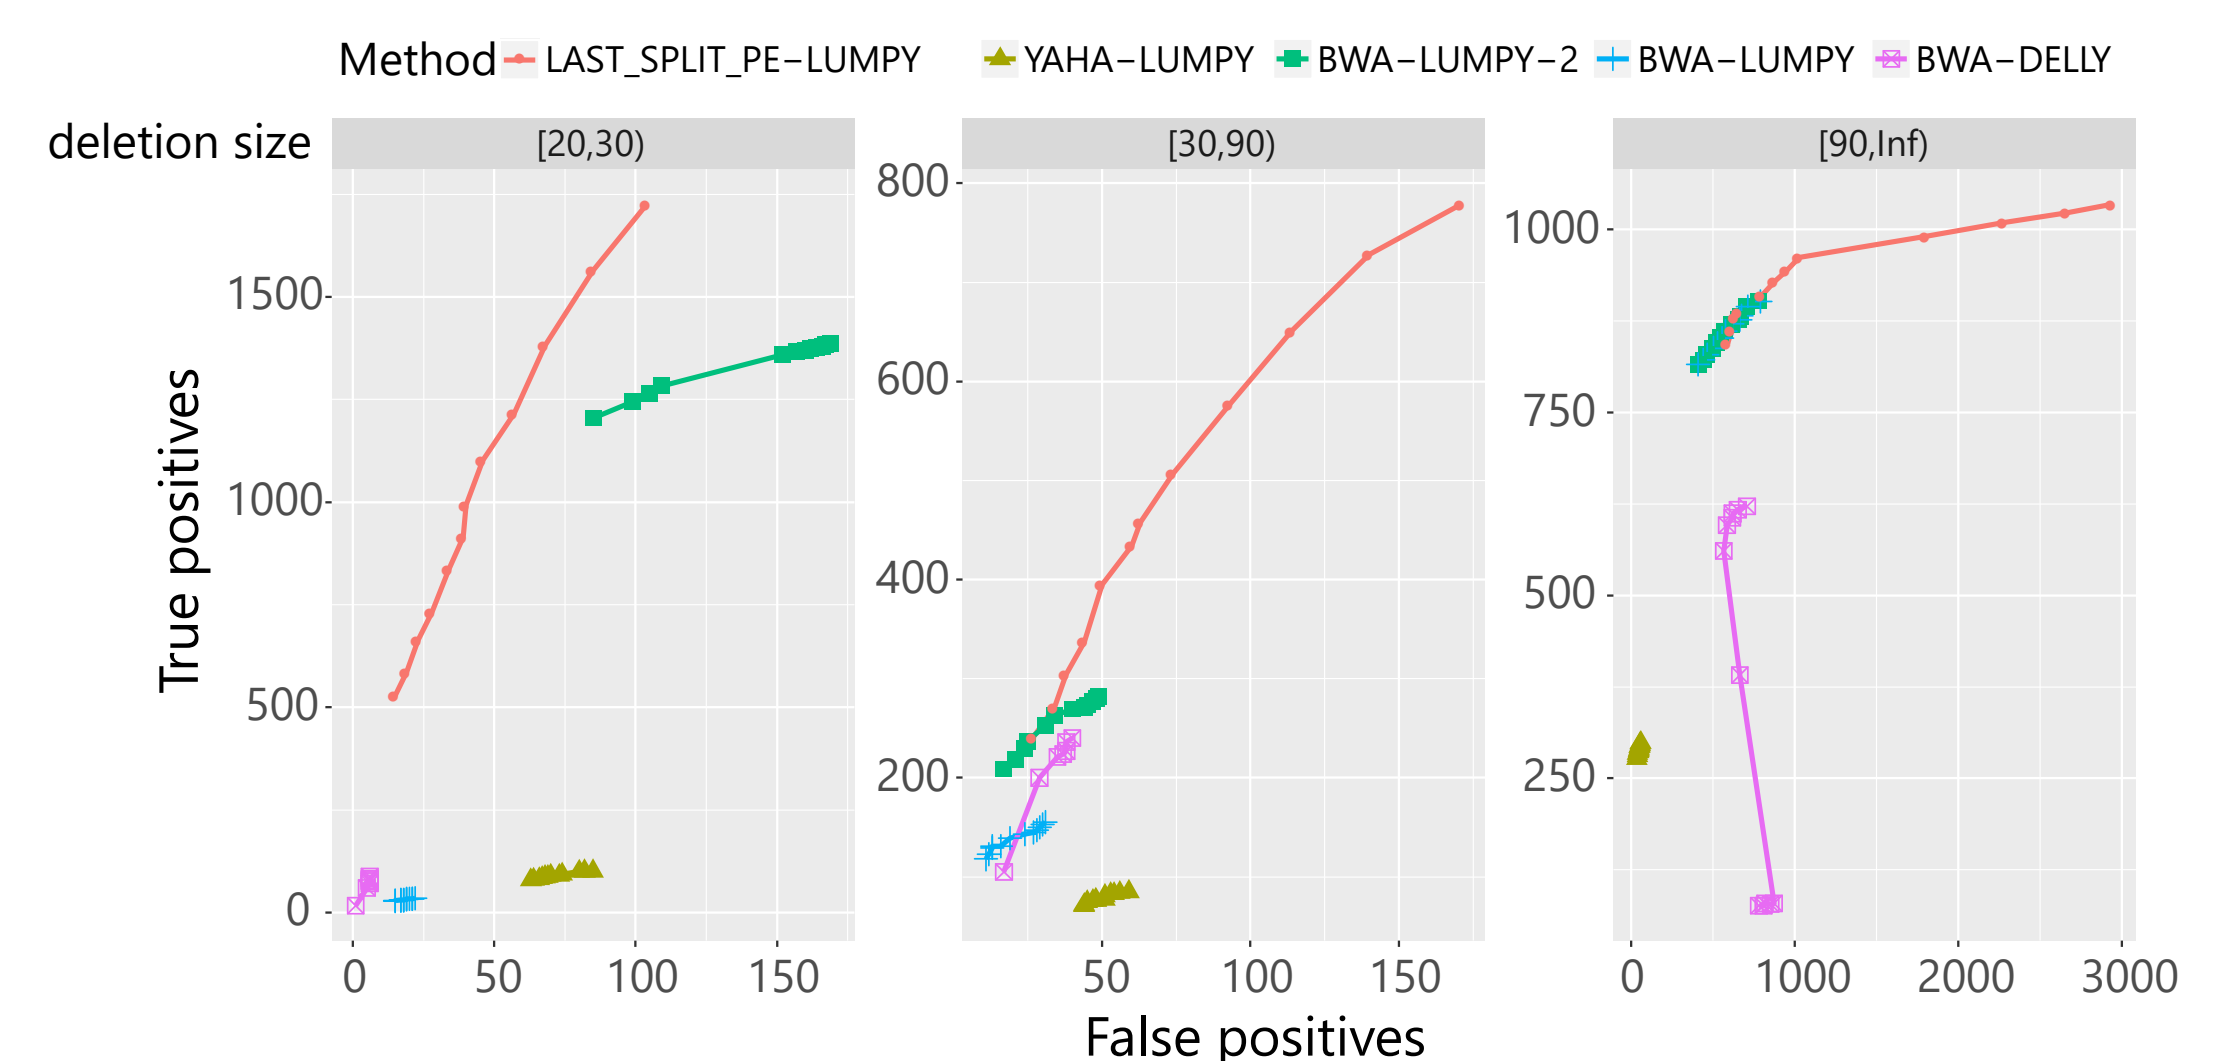 Method LAST_SPLIT_PE−LUMPY YAHA−LUMPY BWA−LUMPY−2 BWA−LUMPY BWA−DELLY
deletion size [20,30) [30,90) [90,Inf)
True positives
1500
1000
500
0
0 50 100 150
800
600
400
200
50 100 150
1000
750
500
250
0 1000 2000 3000
False positives